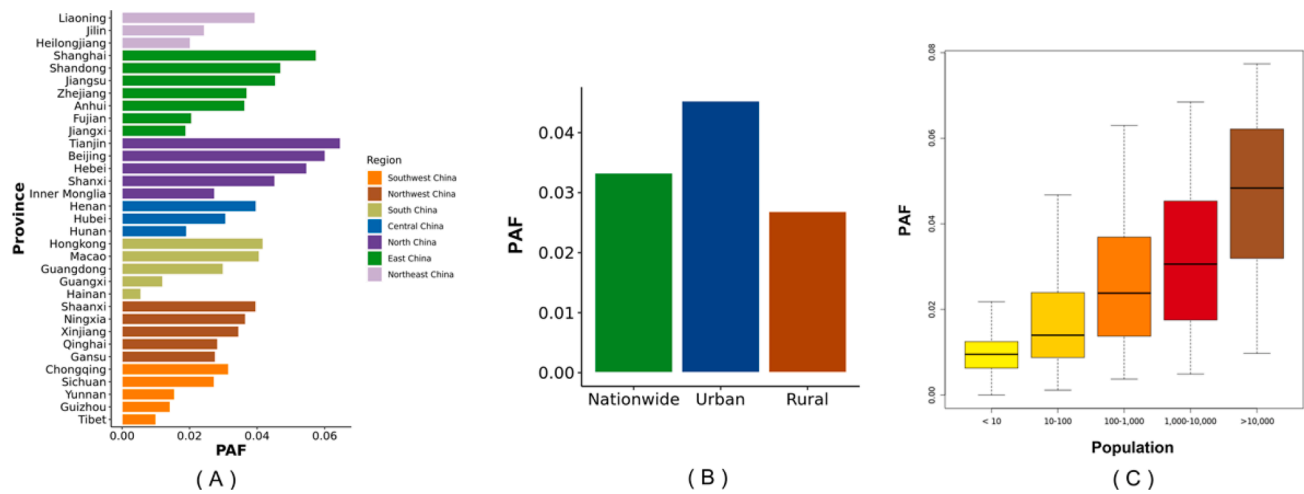 Province
Liaoning
Jilin
Heilongjiang
Shanghai
Shandong
Jiangsu
Zhejiang
Anhui
Fujian
Jiangxi
Tianjin
Beijing
Hebei
Shanxi
Inner Monglia
Henan
Hubei
Hunan
Hongkong
Macao
Guangdong
Guangxi
Hainan
Shaanxi
Ningxia
Xinjiang
Qinghai
Gansu
Chongqing
Sichuan
Yunnan
Guizhou
Tibet
0.00 0.02 0.04 0.06
PAF
Region
Southwest China
Northwest China
South China
Central China
North China
East China
Northeast China
( A )
PAF
0.04
0.03
0.02
0.01
0.00
Nationwide Urban Rural
( B )
PAF
0.08
0.06
0.04
0.02
0.00
< 10 10-100 100-1,000 1,000-10,000 >10,000
Population
( C )